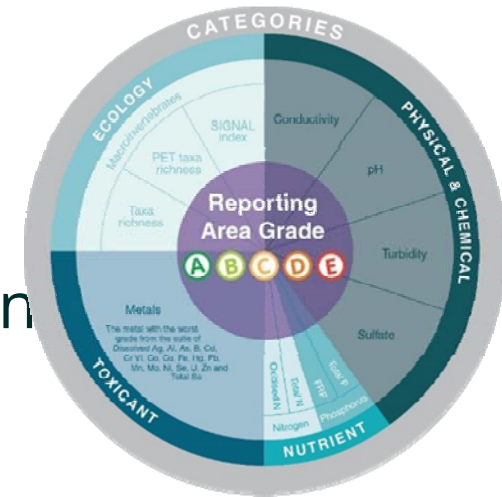 CATEGORIES
ECOLOGY
Macroinvertebrates
SIGNAL
index
PET taxa
richness
Taxa
richness
PHYSICAL & CHEMICAL
Conductivity
pH
Turbidity
Sulfate
Reporting
Area Grade
A B C D E
n
TOXICANT
Metals
The metal with the worst
grade from the suite of
Dissolved Ag, Al, As, B, Cd,
Cr VI, Co, Cu, Fe, Hg, Pb,
Mn, Mo, Ni, Se, U, Zn and
NUTRIENT
Oxidised N
Total N
FRP
Total P
Nitrogen
Phosphorus